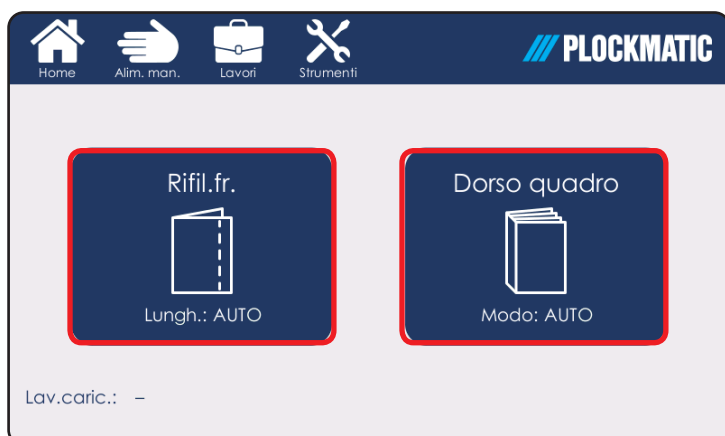 Home Alim. man. Lavori Strumenti PLOCKMATIC
Rifil.fr. Dorso quadro
Lungh.: AUTO Modo: AUTO
Lav.caric.: –